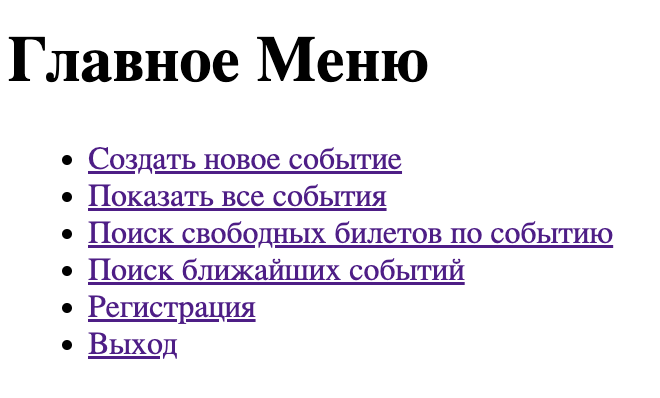 Главное Меню
Создать новое событие
Показать все события
Поиск свободных билетов по событию
Поиск ближайших событий
Регистрация
Выход